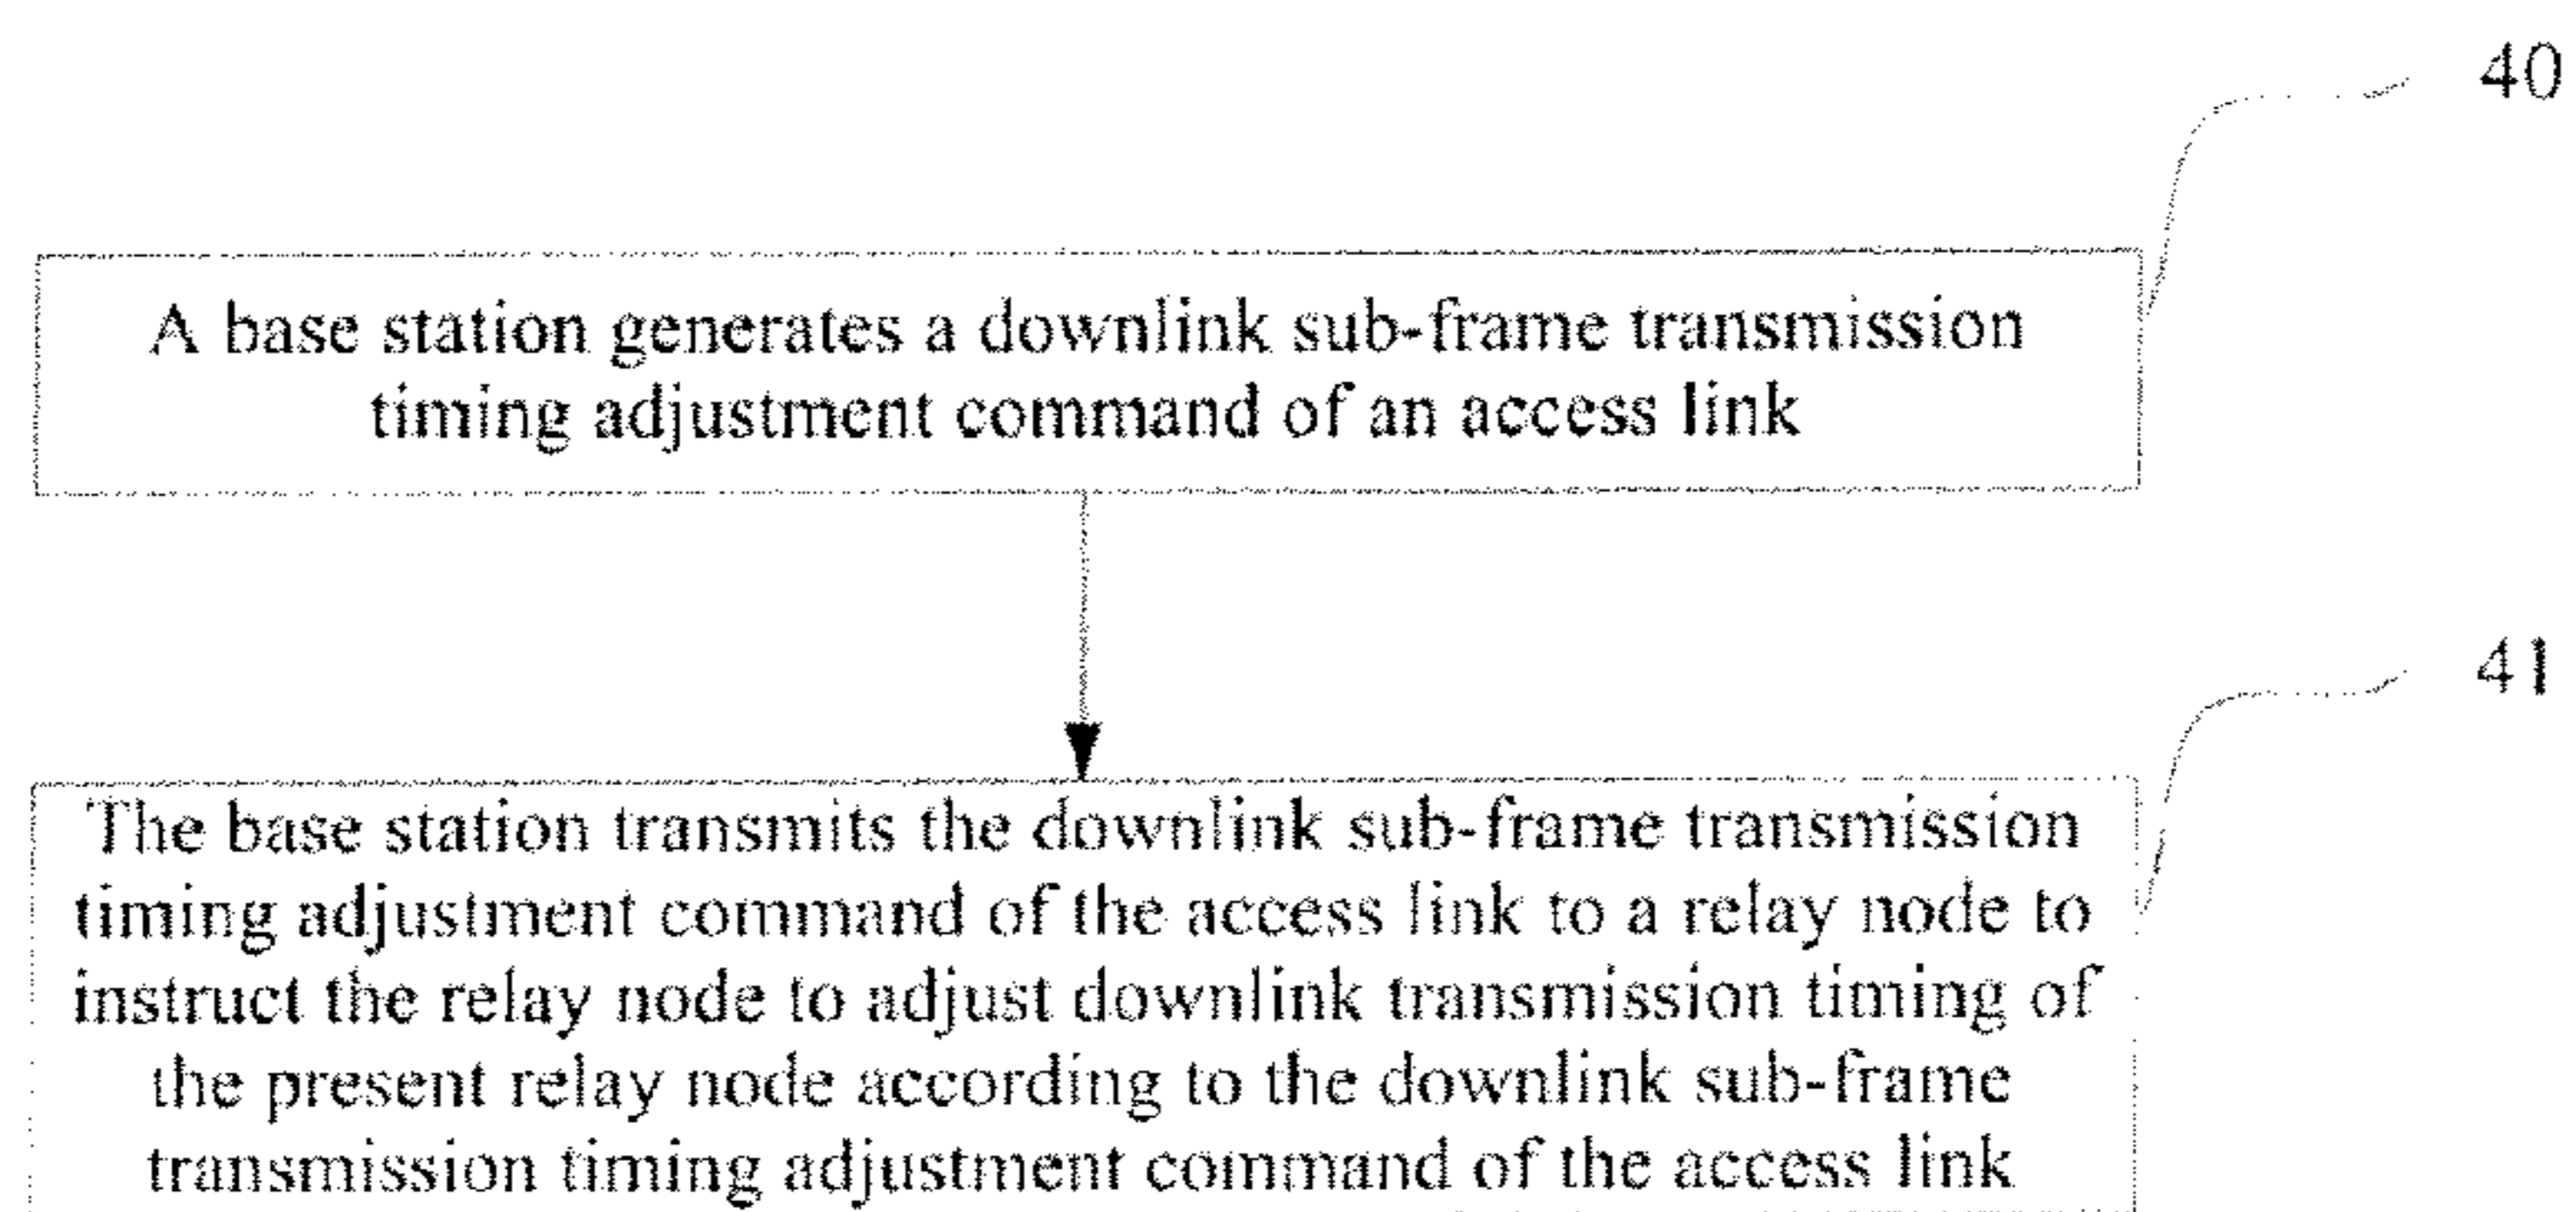 40
A base station generates a downlink sub-frame transmission
timing adjustment command of an access link
41
The base station transmits the downlink sub-frame transmission
timing adjustment command of the access link to a relay node to
instruct the relay node to adjust downlink transmission timing of
the present relay node according to the downlink sub-frame
transmission timing adjustment command of the access link